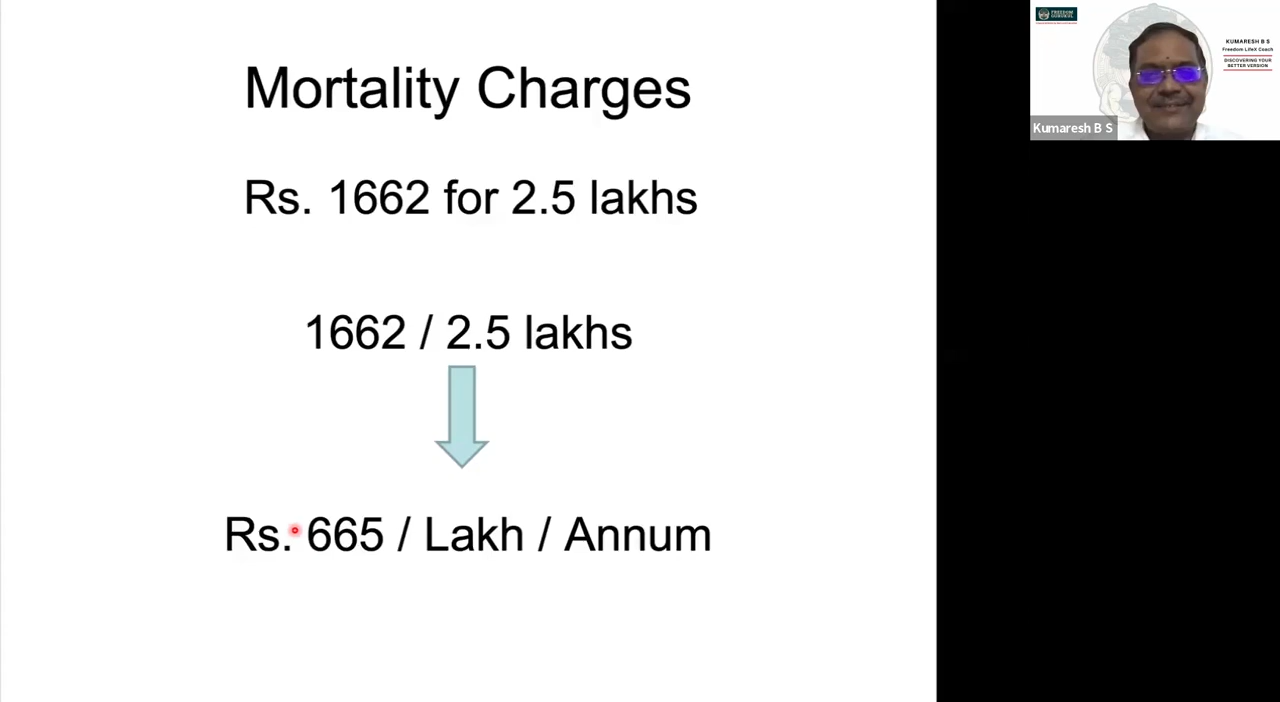 Mortality Charges
Rs. 1662 for 2.5 lakhs
1662 / 2.5 lakhs
Rs. 665 / Lakh / Annum
FREEDOM
KUMARESH B S
Freedom LifeX Coach
DISCOVERING YOUR
BETTER VERSION
Kumaresh B S